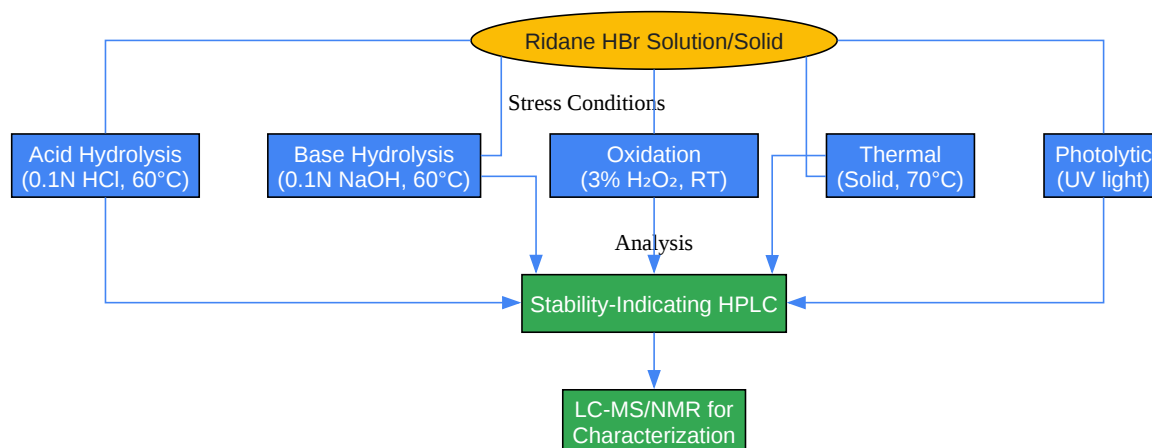 Ridane HBr Solution/Solid
Stress Conditions
Acid Hydrolysis
(0.1N HCl, 60°C)
Base Hydrolysis
(0.1N NaOH, 60°C)
Oxidation
(3% H₂O₂, RT)
Thermal
(Solid, 70°C)
Photolytic
(UV light)
Analysis
Stability-Indicating HPLC
LC-MS/NMR for
Characterization